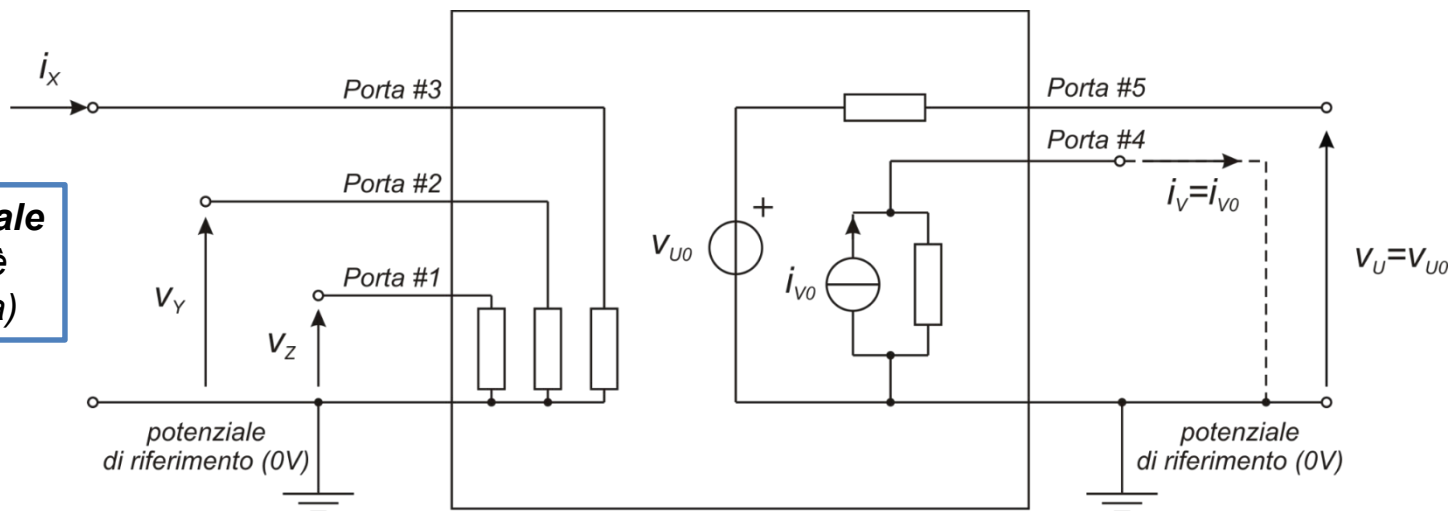 i_X
Porta #3
Porta #5
Porta #4
i_V=i_V0
Porta #2
è
v_U0
+
v_U=v_U0
i_V0
v_Y
Porta #1
v_Z
potenziale
di riferimento (0V)
potenziale
di riferimento (0V)